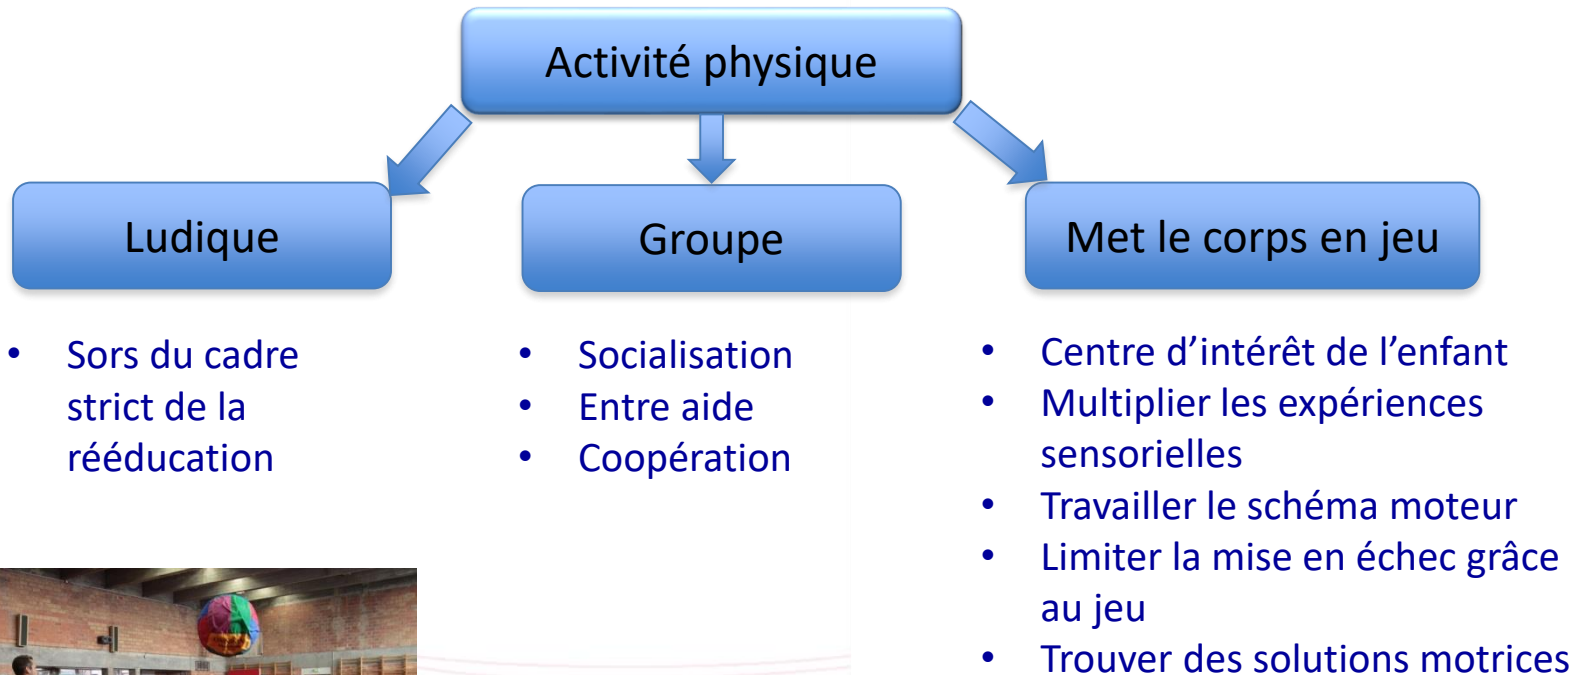 Activité physique
Ludique
Groupe
Met le corps en jeu
• Sors du cadre
strict de la
rééducation
• Socialisation
• Entre aide
• Coopération
• Centre d’intérêt de l’enfant
• Multiplier les expériences
sensorielles
• Travailler le schéma moteur
• Limiter la mise en échec grâce
au jeu
• Trouver des solutions motrices